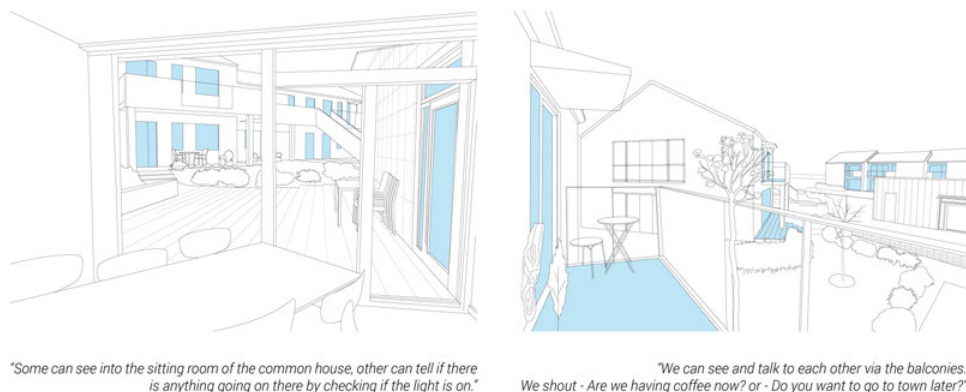 "Some can see into the sitting room of the common house, other can tell if there
is anything going on there by checking if the light is on."
"We can see and talk to each other via the balconies.
We shout - Are we having coffee now? or - Do you want to go to town later?"